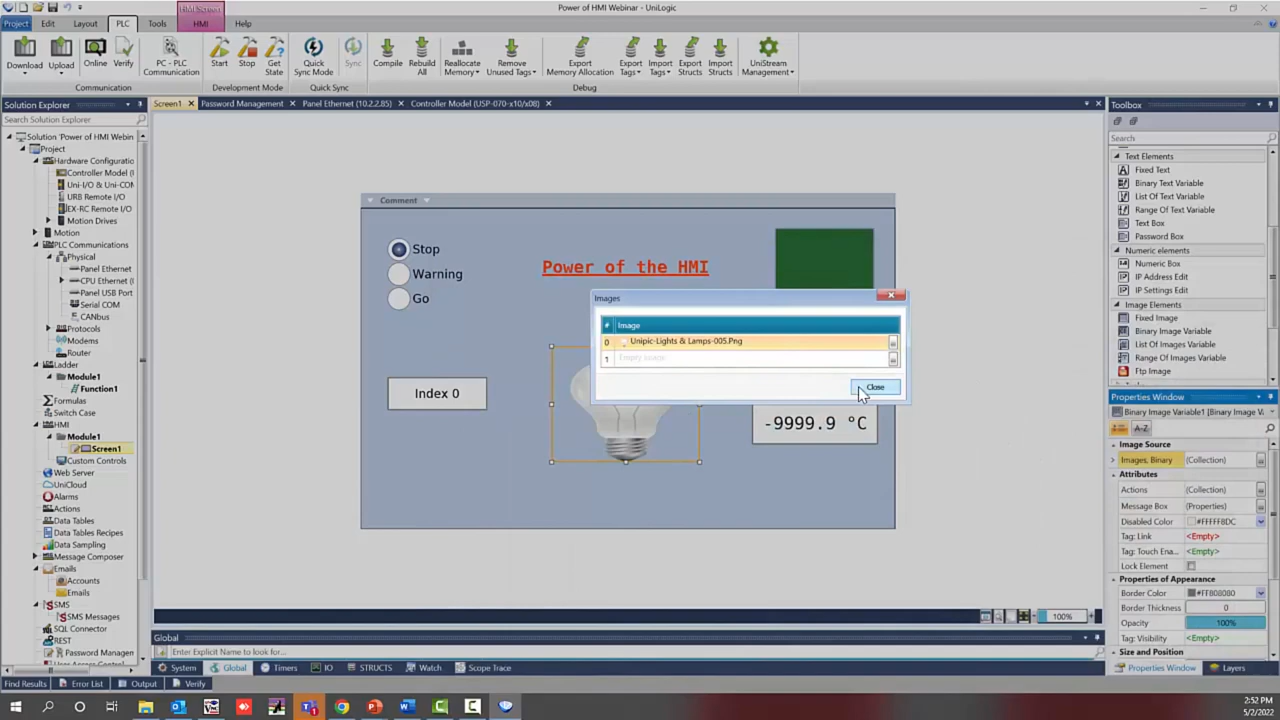 Power of HMI Webinar - UniLogic
HMI Screen
Project Edit Layout PLC Tools HMI Help
Download Upload Online Verify PC - PLC Communication Start Stop Get State Quick Sync Mode Sync Compile Rebuild All Reallocate Memory Remove Unused Tags Export Memory Allocation Export Tags Import Tags Export Structs Import Structs UniStream Management
Communication Development Mode Quick Sync Debug
Solution Explorer
Search Solution Explorer
Solution 'Power of HMI Webin
Project
Hardware Configuratio
Controller Model (
Uni-I/O & Uni-COM
URB Remote I/O
EX-RC Remote I/O
Motion Drives
Motion
PLC Communications
Physical
Panel Ethernet
CPU Ethernet
Panel USB Port
Serial COM
CANbus
Protocols
Modems
Router
Ladder
Module1
Function1
Formulas
Switch Case
HMI
Module1
Screen1
Custom Controls
Web Server
UniCloud
Alarms
Actions
Data Tables
Data Tables Recipes
Data Sampling
Message Composer
Emails
Accounts
Emails
SMS
SMS Messages
SQL Connector
REST
Password Managem
Screen1 Password Management Panel Ethernet (10.2.2.85) Controller Model (USP-070-x10/x08)
Comment
Stop
Warning
Go
Power of the HMI
Index 0
-9999.9 °C
Images
# Image
0 Unipic-Lights & Lamps-005.Png
1 Empty source
Close
100%
Global
Enter Explicit Name to look for...
System Global Timers IO STRUCTS Watch Scope Trace
Find Results Error List Output Verify
Toolbox
Search
Text Elements
Fixed Text
Binary Text Variable
List Of Text Variable
Range Of Text Variable
Text Box
Password Box
Numeric elements
Numeric Box
IP Address Edit
IP Settings Edit
Image Elements
Fixed Image
Binary Image Variable
List Of Images Variable
Range Of Images Variable
Ftp Image
Properties Window
Binary Image Variable1 [Binary Image Va
A-Z
Image Source
Images, Binary (Collection)
Attributes
Actions (Collection)
Message Box (Properties)
Disabled Color #FFFFF8DC
Tag: Link <Empty>
Tag: Touch Ena... <Empty>
Lock Element
Properties of Appearance
Border Color #FF808080
Border Thickness 0
Opacity 100%
Tag: Visibility <Empty>
Size and Position
Properties Window Layers
2:52 PM
5/2/2022